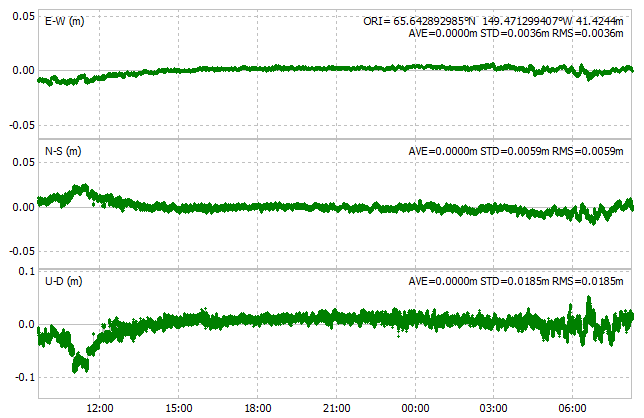 0.05
E-W (m)
ORI= 65.642892985°N 149.471299407°W 41.4244m
AVE=0.0000m STD=0.0036m RMS=0.0036m
0.00
-0.05
N-S (m)
AVE=0.0000m STD=0.0059m RMS=0.0059m
0.05
0.00
-0.05
0.1
U-D (m)
AVE=0.0000m STD=0.0185m RMS=0.0185m
0.0
-0.1
12:00 15:00 18:00 21:00 00:00 03:00 06:00